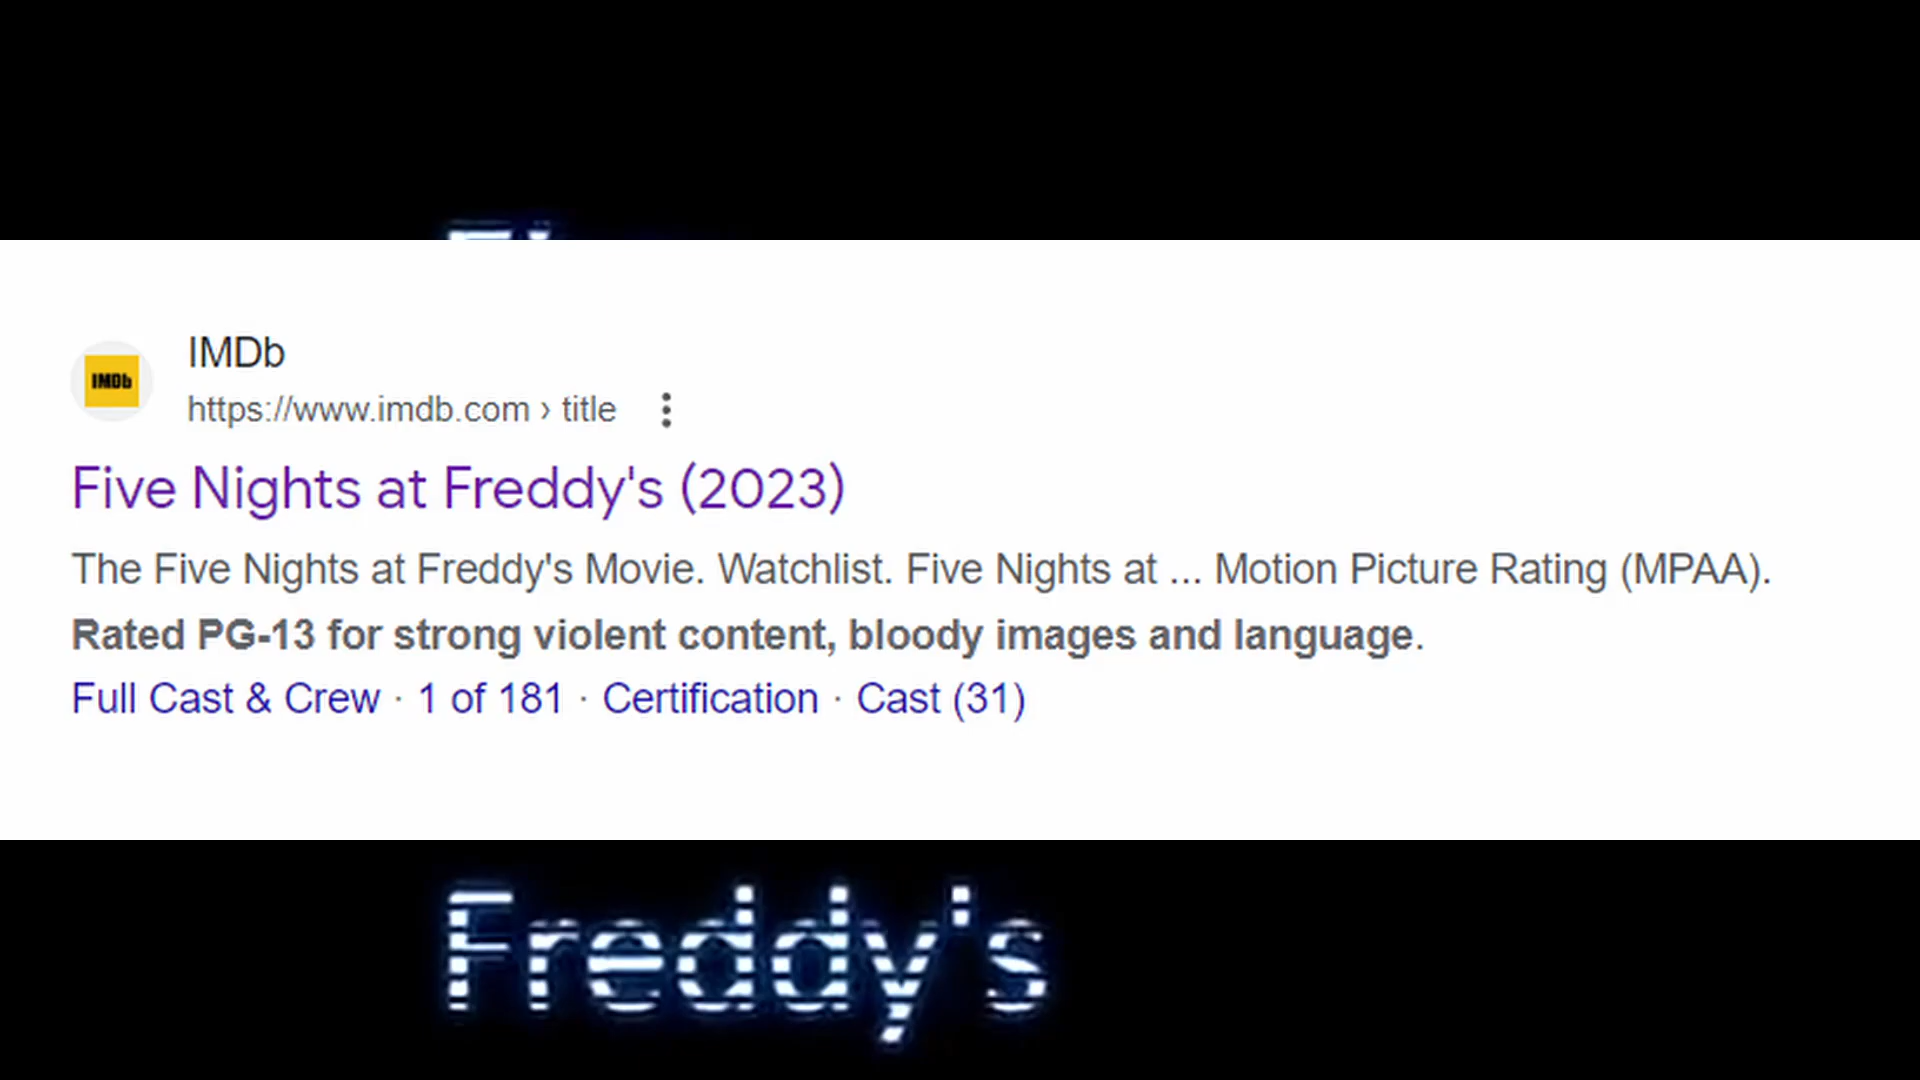 IMDb
IMDb
https://www.imdb.com › title
Five Nights at Freddy's (2023)
The Five Nights at Freddy's Movie. Watchlist. Five Nights at ... Motion Picture Rating (MPAA).
Rated PG-13 for strong violent content, bloody images and language.
Full Cast & Crew · 1 of 181 · Certification · Cast (31)
Freddy's